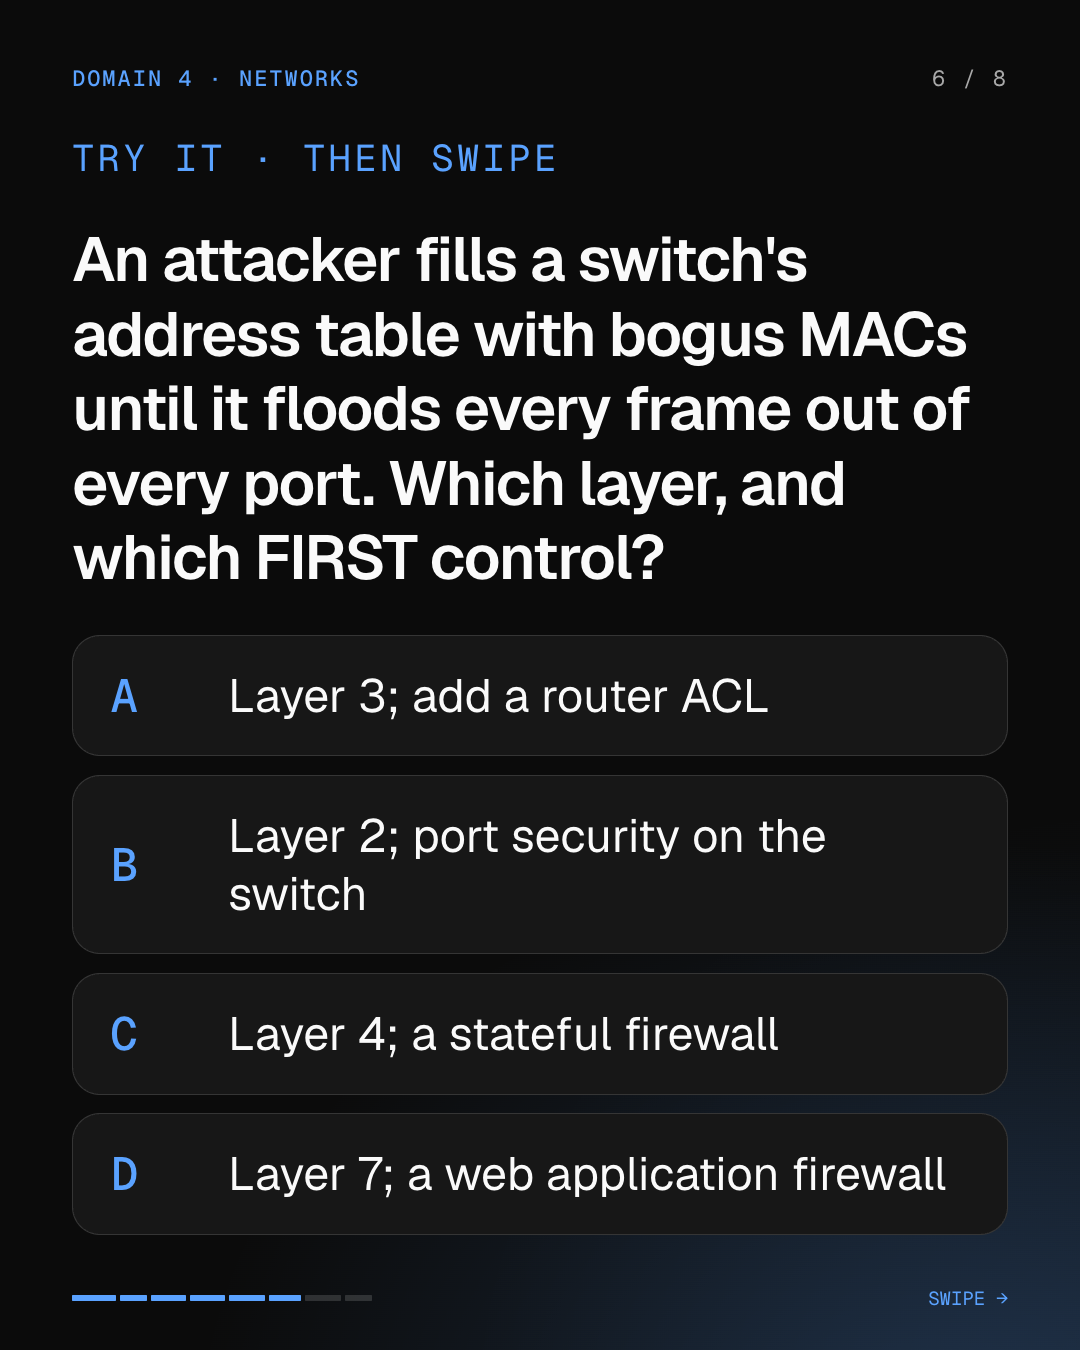 DOMAIN 4 · NETWORKS
6 / 8
TRY IT · THEN SWIPE
An attacker fills a switch's
address table with bogus MACs
until it floods every frame out of
every port. Which layer, and
which FIRST control?
A
Layer 3; add a router ACL
B
Layer 2; port security on the
switch
C
Layer 4; a stateful firewall
D
Layer 7; a web application firewall
SWIPE →